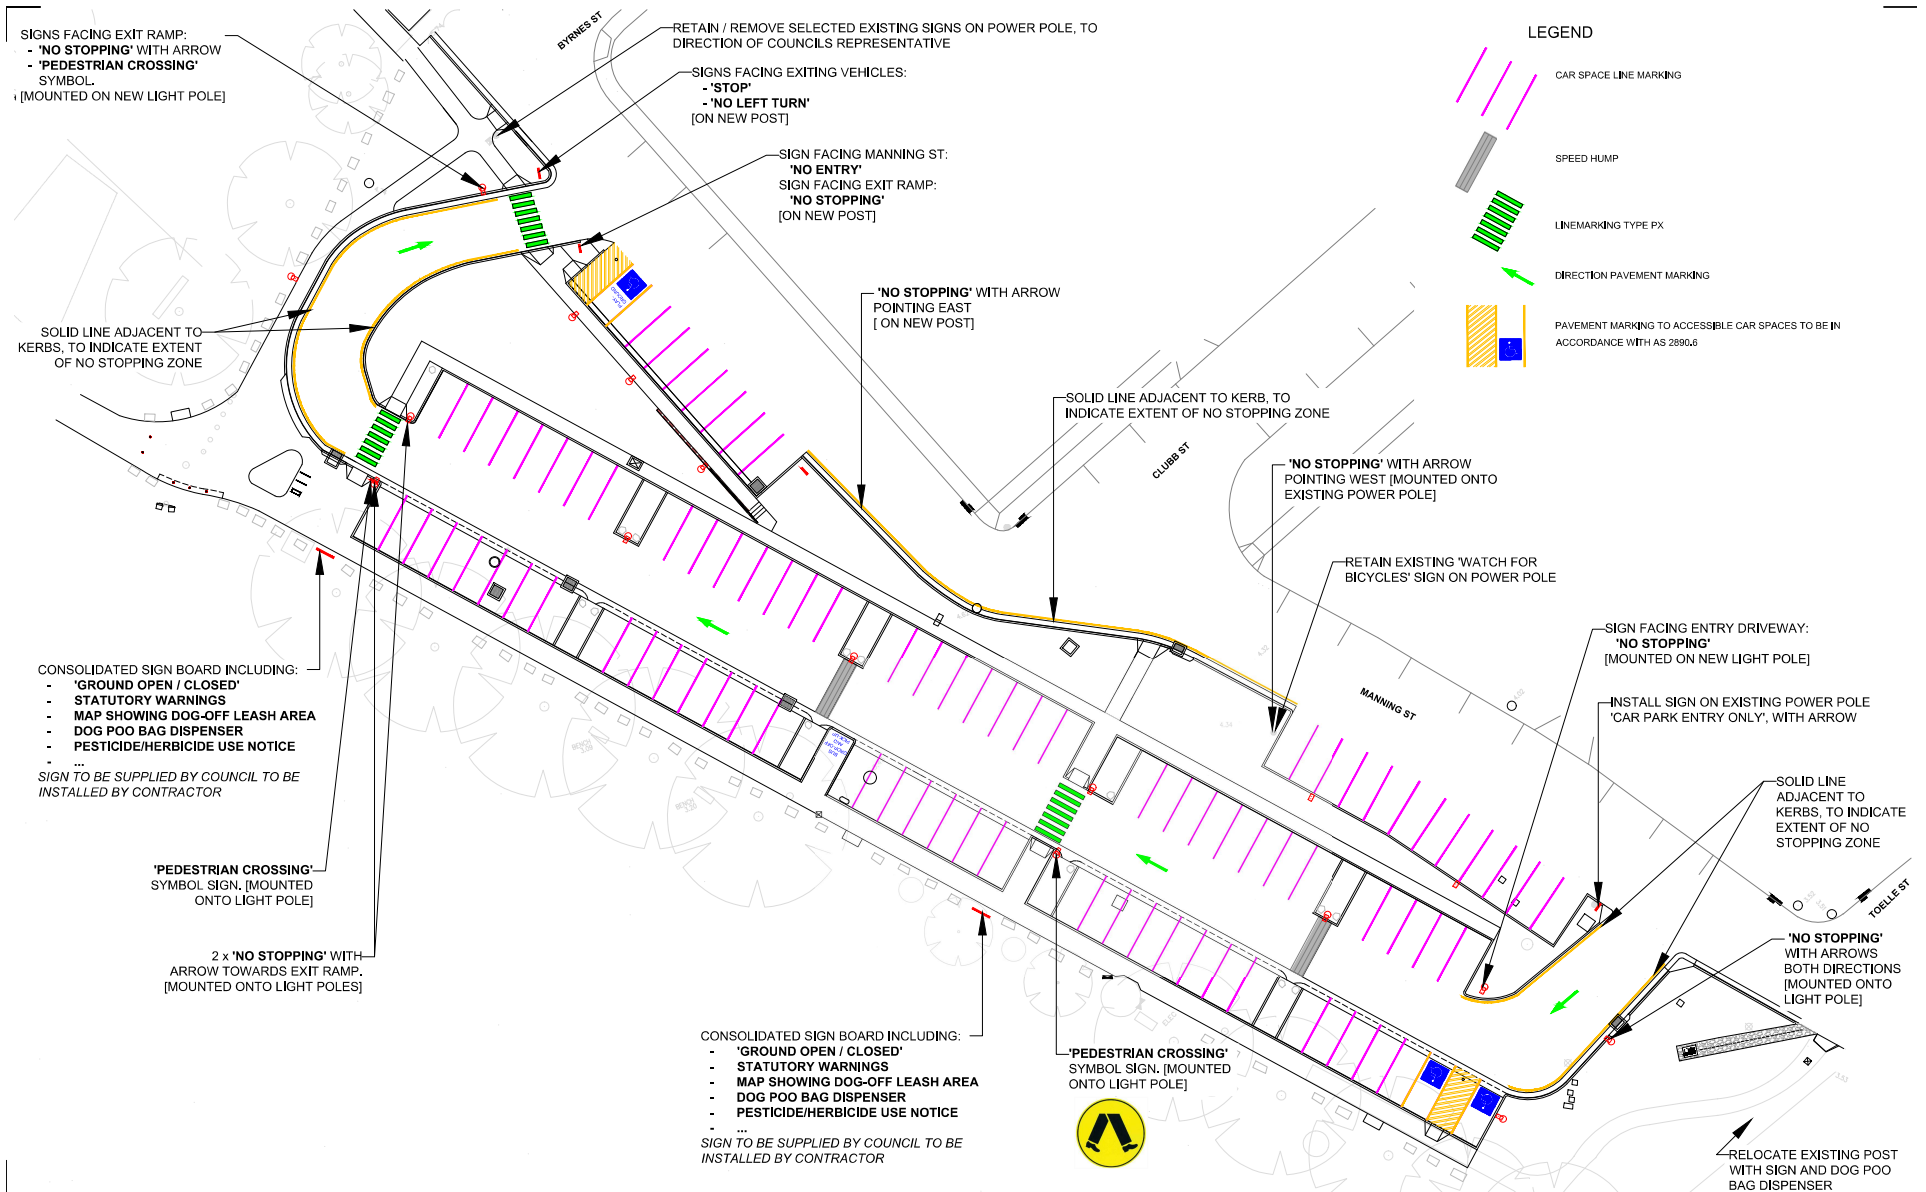 SIGNS FACING EXIT RAMP:
- 'NO STOPPING' WITH ARROW
- 'PEDESTRIAN CROSSING'
SYMBOL.
[MOUNTED ON NEW LIGHT POLE]
BYRNES ST
RETAIN / REMOVE SELECTED EXISTING SIGNS ON POWER POLE, TO
DIRECTION OF COUNCILS REPRESENTATIVE
SIGNS FACING EXITING VEHICLES:
- 'STOP'
- 'NO LEFT TURN'
[ON NEW POST]
SIGN FACING MANNING ST:
'NO ENTRY'
SIGN FACING EXIT RAMP:
'NO STOPPING'
[ON NEW POST]
LEGEND
CAR SPACE LINE MARKING
SPEED HUMP
LINEMARKING TYPE PX
DIRECTION PAVEMENT MARKING
PAVEMENT MARKING TO ACCESSIBLE CAR SPACES TO BE IN
ACCORDANCE WITH AS 2890.6
'NO STOPPING' WITH ARROW
POINTING EAST
[ ON NEW POST]
SOLID LINE ADJACENT TO
KERBS, TO INDICATE EXTENT
OF NO STOPPING ZONE
SOLID LINE ADJACENT TO KERB, TO
INDICATE EXTENT OF NO STOPPING ZONE
CLUBB ST
'NO STOPPING' WITH ARROW
POINTING WEST [MOUNTED ONTO
EXISTING POWER POLE]
RETAIN EXISTING 'WATCH FOR
BICYCLES' SIGN ON POWER POLE
SIGN FACING ENTRY DRIVEWAY:
'NO STOPPING'
[MOUNTED ON NEW LIGHT POLE]
MANNING ST
INSTALL SIGN ON EXISTING POWER POLE
'CAR PARK ENTRY ONLY', WITH ARROW
CONSOLIDATED SIGN BOARD INCLUDING:
- 'GROUND OPEN / CLOSED'
- STATUTORY WARNINGS
- MAP SHOWING DOG-OFF LEASH AREA
- DOG POO BAG DISPENSER
- PESTICIDE/HERBICIDE USE NOTICE
- ...
SIGN TO BE SUPPLIED BY COUNCIL TO BE
INSTALLED BY CONTRACTOR
SOLID LINE
ADJACENT TO
KERBS, TO INDICATE
EXTENT OF NO
STOPPING ZONE
'PEDESTRIAN CROSSING'
SYMBOL SIGN. [MOUNTED
ONTO LIGHT POLE]
TOELLE ST
2 x 'NO STOPPING' WITH
ARROW TOWARDS EXIT RAMP.
[MOUNTED ONTO LIGHT POLES]
'NO STOPPING'
WITH ARROWS
BOTH DIRECTIONS
[MOUNTED ONTO
LIGHT POLE]
CONSOLIDATED SIGN BOARD INCLUDING:
- 'GROUND OPEN / CLOSED'
- STATUTORY WARNINGS
- MAP SHOWING DOG-OFF LEASH AREA
- DOG POO BAG DISPENSER
- PESTICIDE/HERBICIDE USE NOTICE
- ...
SIGN TO BE SUPPLIED BY COUNCIL TO BE
INSTALLED BY CONTRACTOR
'PEDESTRIAN CROSSING'
SYMBOL SIGN. [MOUNTED
ONTO LIGHT POLE]
RELOCATE EXISTING POST
WITH SIGN AND DOG POO
BAG DISPENSER